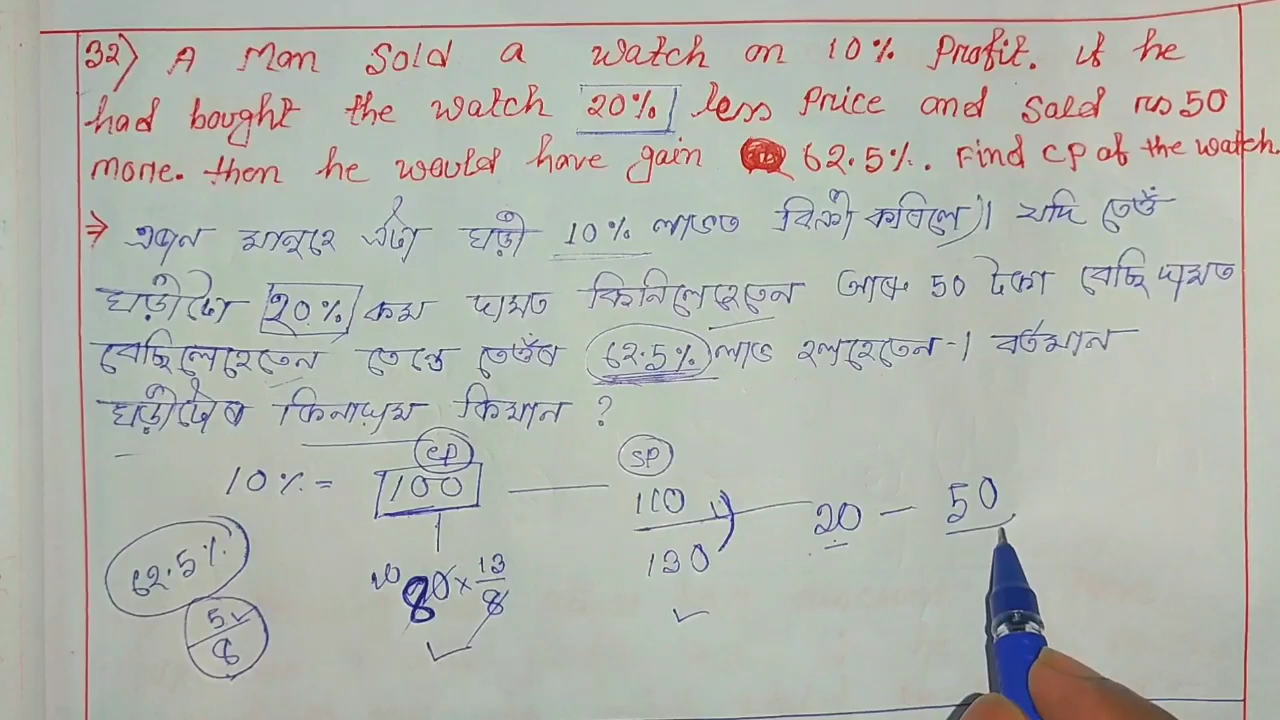 32) A Man Sold a watch on 10% Profit. if he
had bought the watch 20% less Price and Sold rs 50
more. then he would have gain 62.5%. Find CP of the watch.
⇒ এজন মানুহে এটা ঘড়ী 10% লাভত বিক্ৰী কৰিলে। যদি তেওঁ
ঘড়ীটো 20% কম দামত কিনিলেহেতেন আৰু 50 টকা বেছি দামত
বেছিলেহেতেন তেন্তে তেওঁৰ 62.5% লাভ হলহেতেন। বৰ্তমান
ঘড়ীটোৰ কিনাদাম কিমান ?
CP SP
10% = 100 — 110
20 — 50
62.5% 10 80 × 13/8 130
5/8